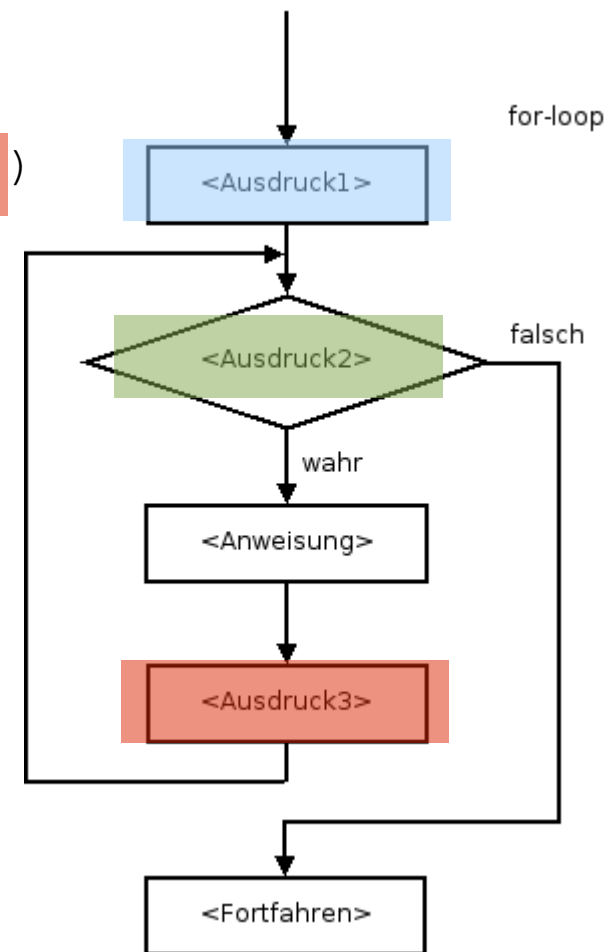 for-loop
)
<Ausdruck1>
falsch
<Ausdruck2>
wahr
<Anweisung>
<Ausdruck3>
<Fortfahren>